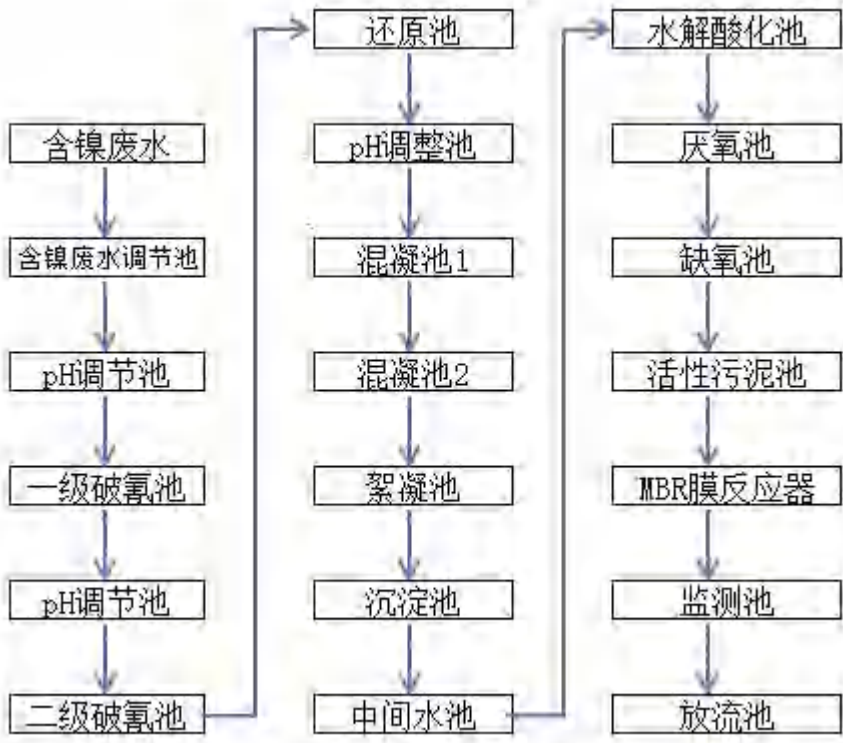 含镍废水
含镍废水调节池
pH调节池
一级破氰池
pH调节池
二级破氰池
还原池
pH调整池
混凝池1
混凝池2
絮凝池
沉淀池
中间水池
水解酸化池
厌氧池
缺氧池
活性污泥池
MBR膜反应器
监测池
放流池